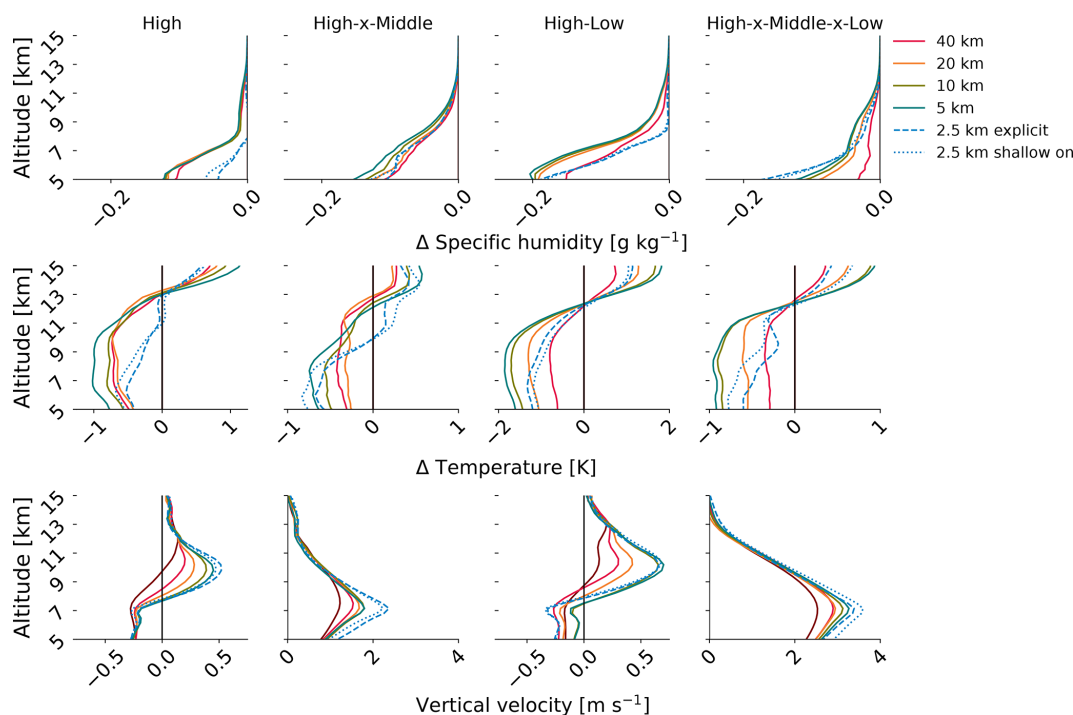 High High-x-Middle High-Low High-x-Middle-x-Low
Altitude [km]
15
13
11
9
7
5
−0.2 0.0 −0.2 0.0 −0.2 0.0 −0.2 0.0
Δ Specific humidity [g kg⁻¹]
40 km
20 km
10 km
5 km
2.5 km explicit
2.5 km shallow on
Altitude [km]
15
13
11
9
7
5
−1 0 1 −1 0 1 −2 0 2 −1 0 1
Δ Temperature [K]
Altitude [km]
15
13
11
9
7
5
−0.5 0.0 0.5 0 2 4 −0.5 0.0 0.5 0 2 4
Vertical velocity [m s⁻¹]